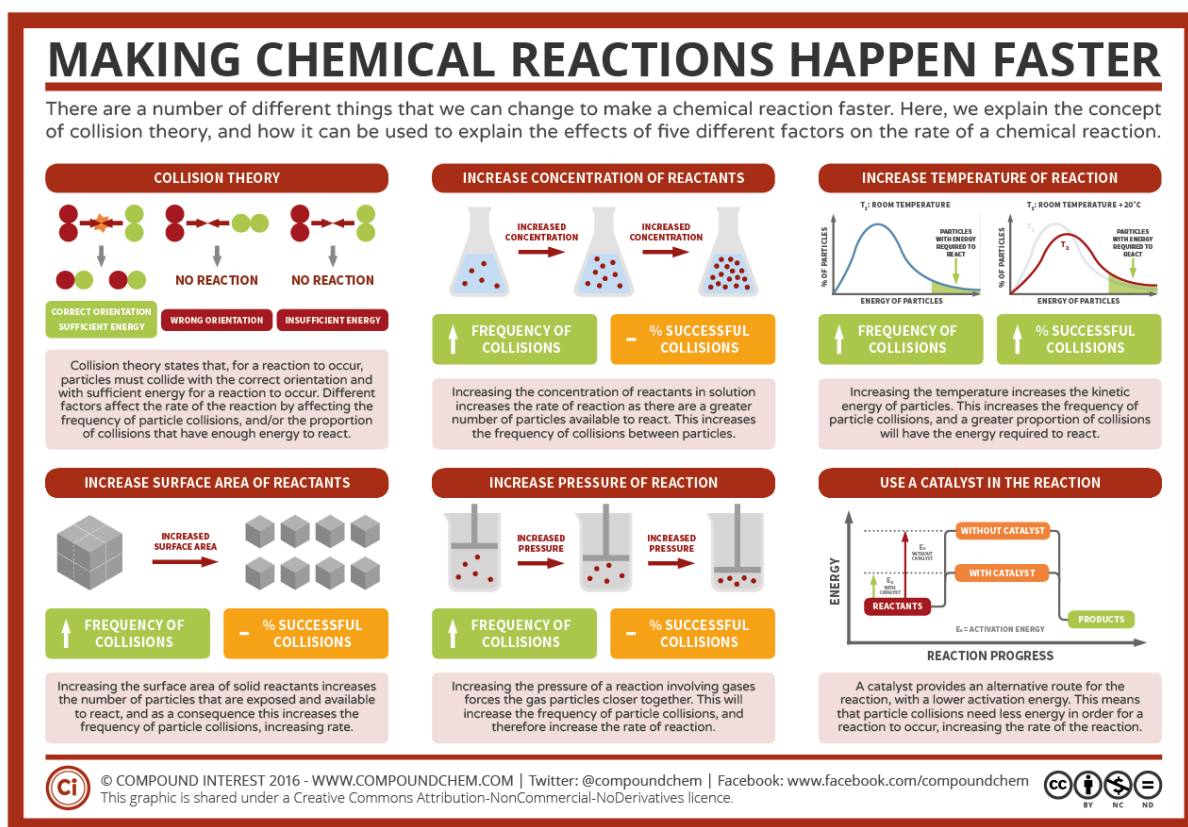 MAKING CHEMICAL REACTIONS HAPPEN FASTER
There are a number of different things that we can change to make a chemical reaction faster. Here, we explain the concept
of collision theory, and how it can be used to explain the effects of five different factors on the rate of a chemical reaction.
COLLISION THEORY
NO REACTION
NO REACTION
CORRECT ORIENTATION
SUFFICIENT ENERGY
WRONG ORIENTATION
INSUFFICIENT ENERGY
Collision theory states that, for a reaction to occur,
particles must collide with the correct orientation and
with sufficient energy for a reaction to occur. Different
factors affect the rate of the reaction by affecting the
frequency of particle collisions, and/or the proportion
of collisions that have enough energy to react.
INCREASE CONCENTRATION OF REACTANTS
INCREASED
CONCENTRATION
INCREASED
CONCENTRATION
FREQUENCY OF
COLLISIONS
– % SUCCESSFUL
COLLISIONS
Increasing the concentration of reactants in solution
increases the rate of reaction as there are a greater
number of particles available to react. This increases
the frequency of collisions between particles.
INCREASE TEMPERATURE OF REACTION
T₁: ROOM TEMPERATURE
% OF PARTICLES
PARTICLES
WITH ENERGY
REQUIRED TO
REACT
ENERGY OF PARTICLES
T₂: ROOM TEMPERATURE +20°C
% OF PARTICLES
T₁
T₂
PARTICLES
WITH ENERGY
REQUIRED TO
REACT
ENERGY OF PARTICLES
FREQUENCY OF
COLLISIONS
% SUCCESSFUL
COLLISIONS
Increasing the temperature increases the kinetic
energy of particles. This increases the frequency of
particle collisions, and a greater proportion of collisions
will have the energy required to react.
INCREASE SURFACE AREA OF REACTANTS
INCREASED
SURFACE AREA
FREQUENCY OF
COLLISIONS
– % SUCCESSFUL
COLLISIONS
Increasing the surface area of solid reactants increases
the number of particles that are exposed and available
to react, and as a consequence this increases the
frequency of particle collisions, increasing rate.
INCREASE PRESSURE OF REACTION
INCREASED
PRESSURE
INCREASED
PRESSURE
FREQUENCY OF
COLLISIONS
– % SUCCESSFUL
COLLISIONS
Increasing the pressure of a reaction involving gases
forces the gas particles closer together. This will
increase the frequency of particle collisions, and
therefore increase the rate of reaction.
USE A CATALYST IN THE REACTION
ENERGY
WITHOUT CATALYST
Eₐ
WITHOUT
CATALYST
WITH CATALYST
Eₐ
WITH
CATALYST
REACTANTS
PRODUCTS
Eₐ = ACTIVATION ENERGY
REACTION PROGRESS
A catalyst provides an alternative route for the
reaction, with a lower activation energy. This means
that particle collisions need less energy in order for a
reaction to occur, increasing the rate of the reaction.
Ci
© COMPOUND INTEREST 2016 - WWW.COMPOUNDCHEM.COM | Twitter: @compoundchem | Facebook: www.facebook.com/compoundchem
This graphic is shared under a Creative Commons Attribution-NonCommercial-NoDerivatives licence.
cc
BY NC ND